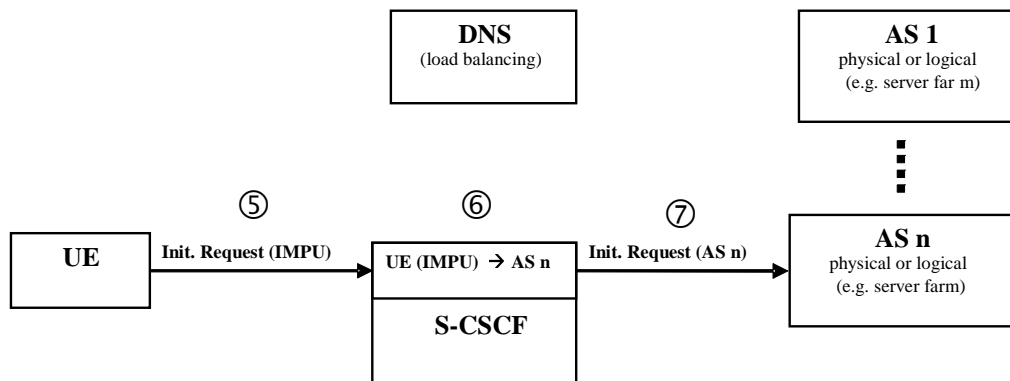 DNS
(load balancing)
AS 1
physical or logical
(e.g. server far m)
⑤
⑥
⑦
UE
Init. Request (IMPU)
UE (IMPU) → AS n
Init. Request (AS n)
AS n
physical or logical
(e.g. server farm)
S-CSCF